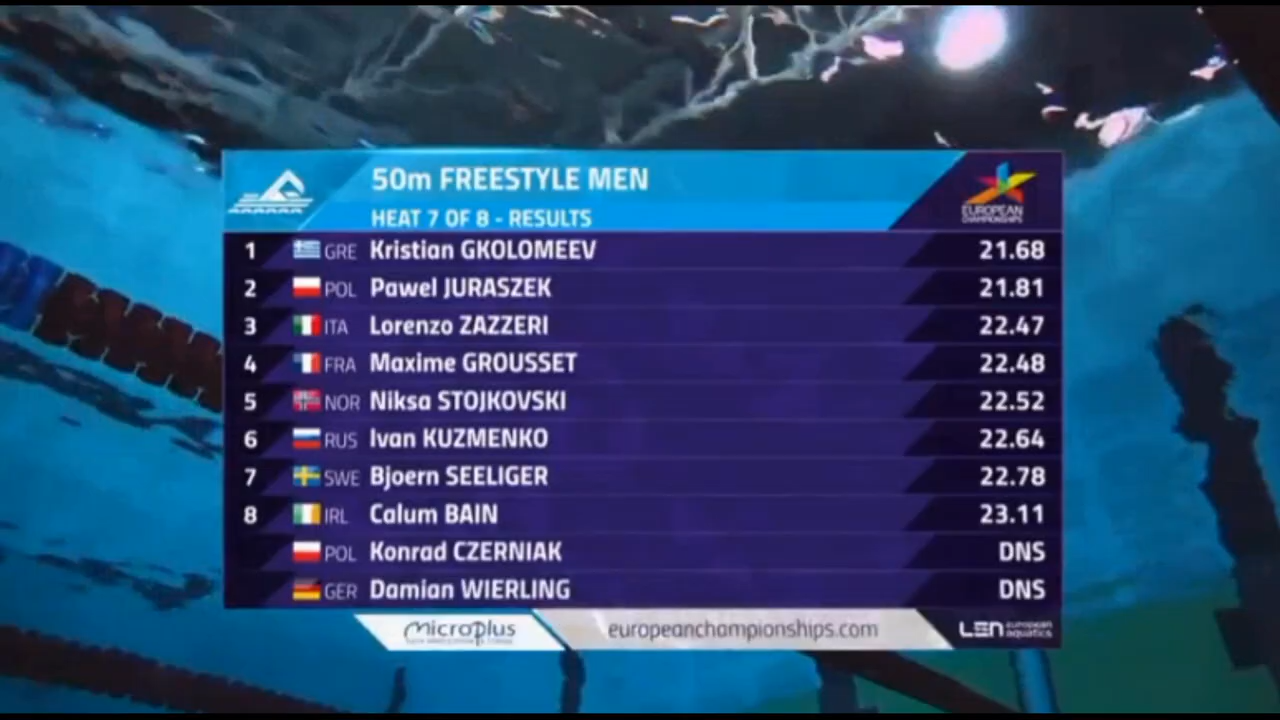 50m FREESTYLE MEN
HEAT 7 OF 8 - RESULTS
EUROPEAN
CHAMPIONSHIPS
1 GRE Kristian GKOLOMEEV 21.68
2 POL Pawel JURASZEK 21.81
3 ITA Lorenzo ZAZZERI 22.47
4 FRA Maxime GROUSSET 22.48
5 NOR Niksa STOJKOVSKI 22.52
6 RUS Ivan KUZMENKO 22.64
7 SWE Bjoern SEELIGER 22.78
8 IRL Calum BAIN 23.11
POL Konrad CZERNIAK DNS
GER Damian WIERLING DNS
microplus
europeanchampionships.com
LEN european aquatics